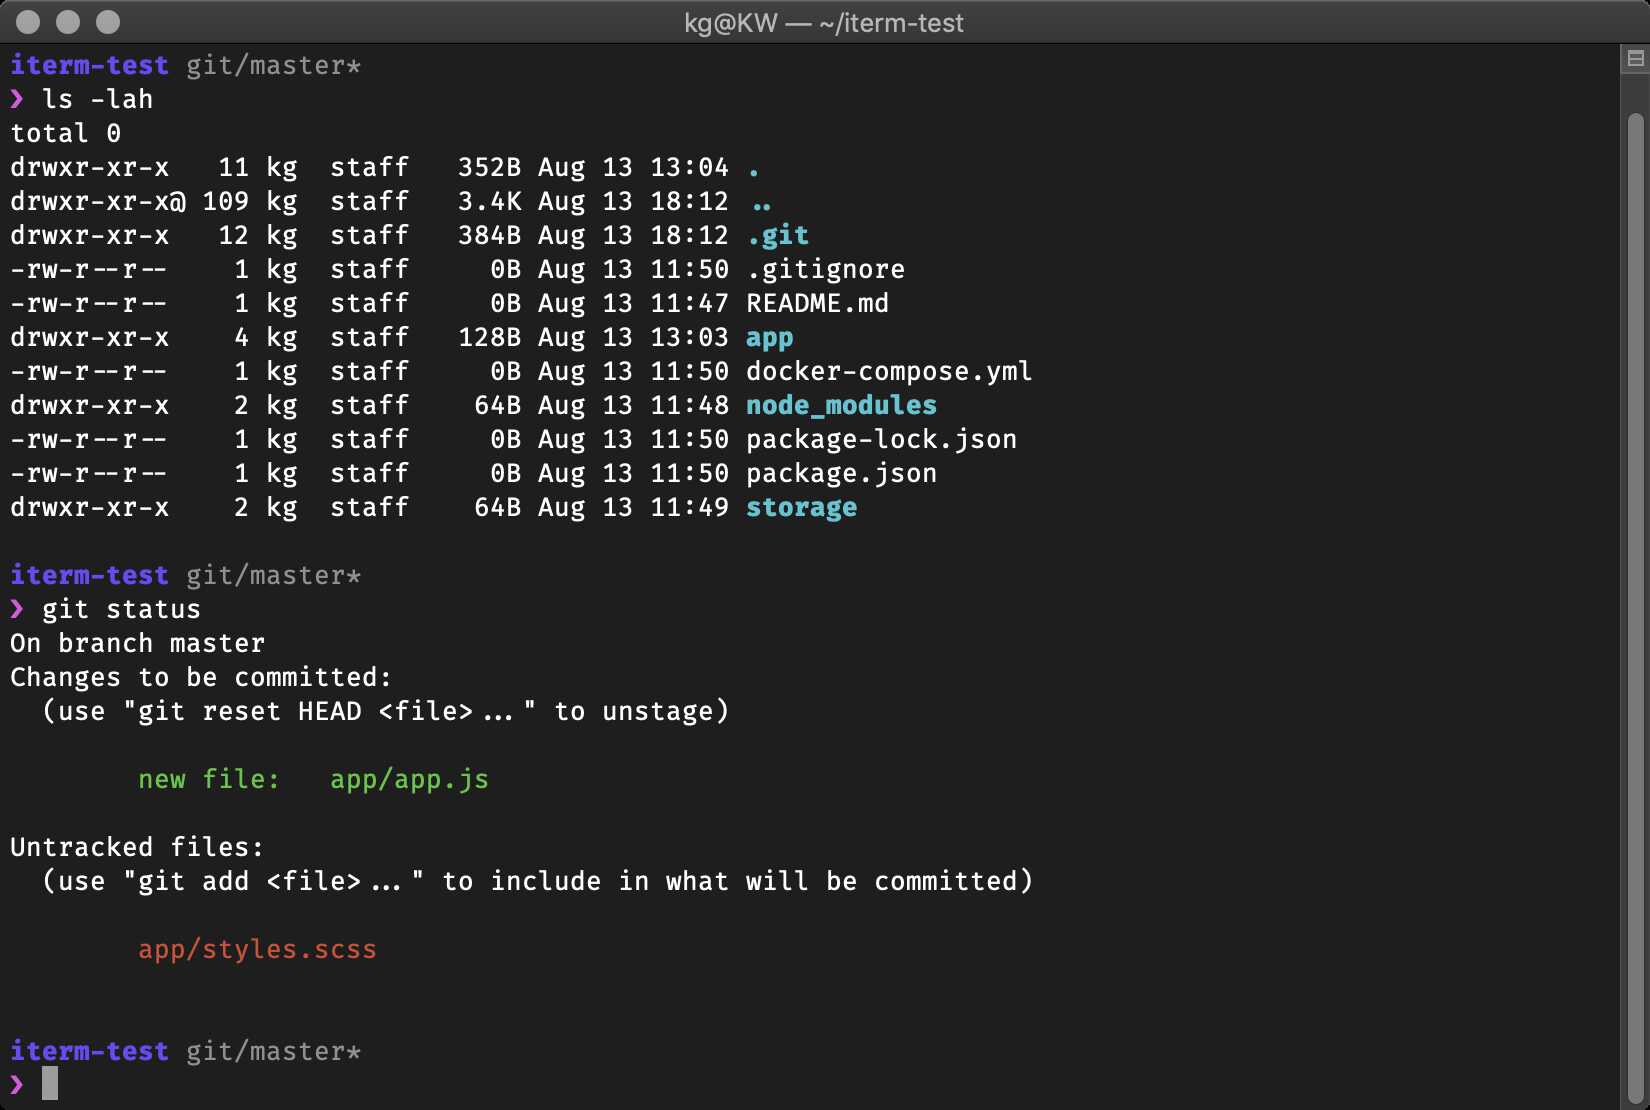 kg@KW — ~/iterm-test
iterm-test git/master*
❯ ls -lah
total 0
drwxr-xr-x   11 kg  staff   352B Aug 13 13:04 .
drwxr-xr-x@ 109 kg  staff   3.4K Aug 13 18:12 ..
drwxr-xr-x   12 kg  staff   384B Aug 13 18:12 .git
-rw-r--r--    1 kg  staff     0B Aug 13 11:50 .gitignore
-rw-r--r--    1 kg  staff     0B Aug 13 11:47 README.md
drwxr-xr-x    4 kg  staff   128B Aug 13 13:03 app
-rw-r--r--    1 kg  staff     0B Aug 13 11:50 docker-compose.yml
drwxr-xr-x    2 kg  staff    64B Aug 13 11:48 node_modules
-rw-r--r--    1 kg  staff     0B Aug 13 11:50 package-lock.json
-rw-r--r--    1 kg  staff     0B Aug 13 11:50 package.json
drwxr-xr-x    2 kg  staff    64B Aug 13 11:49 storage
iterm-test git/master*
❯ git status
On branch master
Changes to be committed:
  (use "git reset HEAD <file>..." to unstage)
        new file:   app/app.js
Untracked files:
  (use "git add <file>..." to include in what will be committed)
        app/styles.scss
iterm-test git/master*
❯